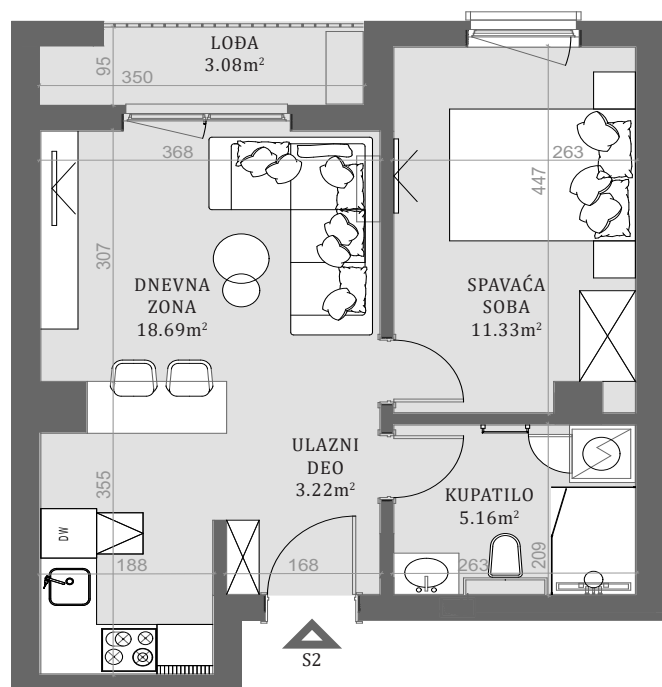 LOĐA
3.08m²
95
350
368
263
447
307
DNEVNA
ZONA
18.69m²
SPAVAĆA
SOBA
11.33m²
ULAZNI
DEO
3.22m²
355
KUPATILO
5.16m²
DW
209
188
168
263
S2